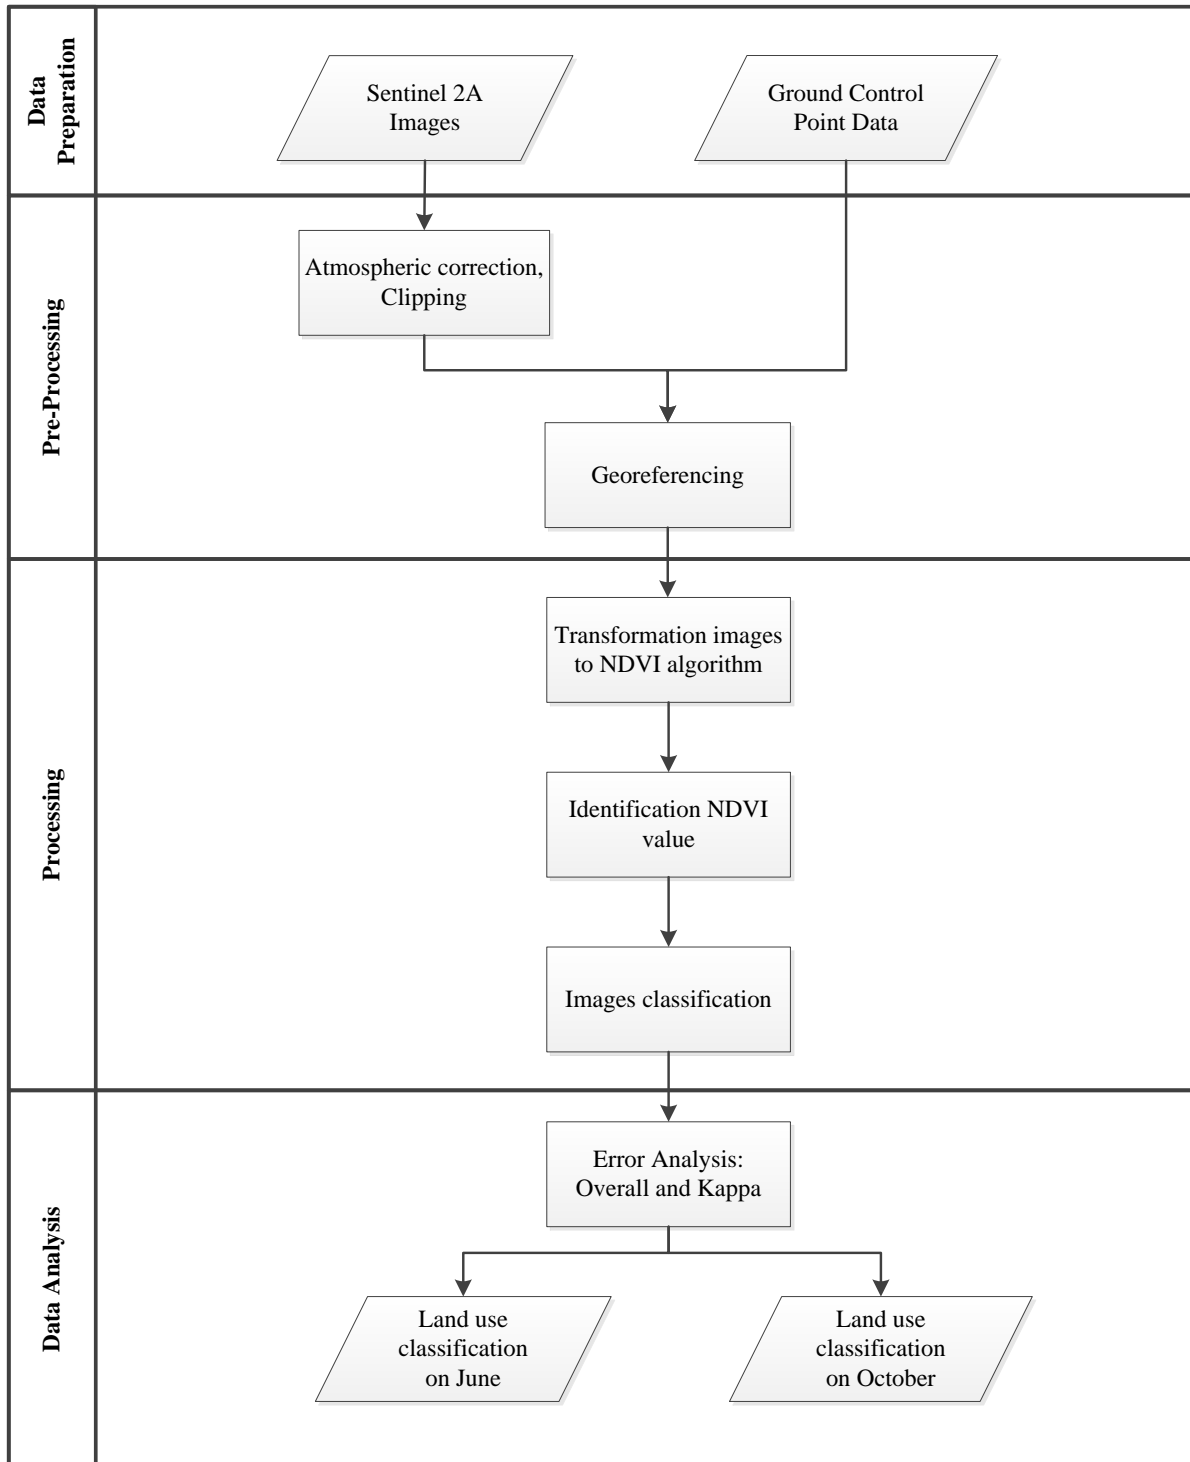 Data
Preparation
Sentinel 2A
Images
Ground Control
Point Data
Pre-Processing
Atmospheric correction,
Clipping
Georeferencing
Processing
Transformation images
to NDVI algorithm
Identification NDVI
value
Images classification
Data Analysis
Error Analysis:
Overall and Kappa
Land use
classification
on June
Land use
classification
on October